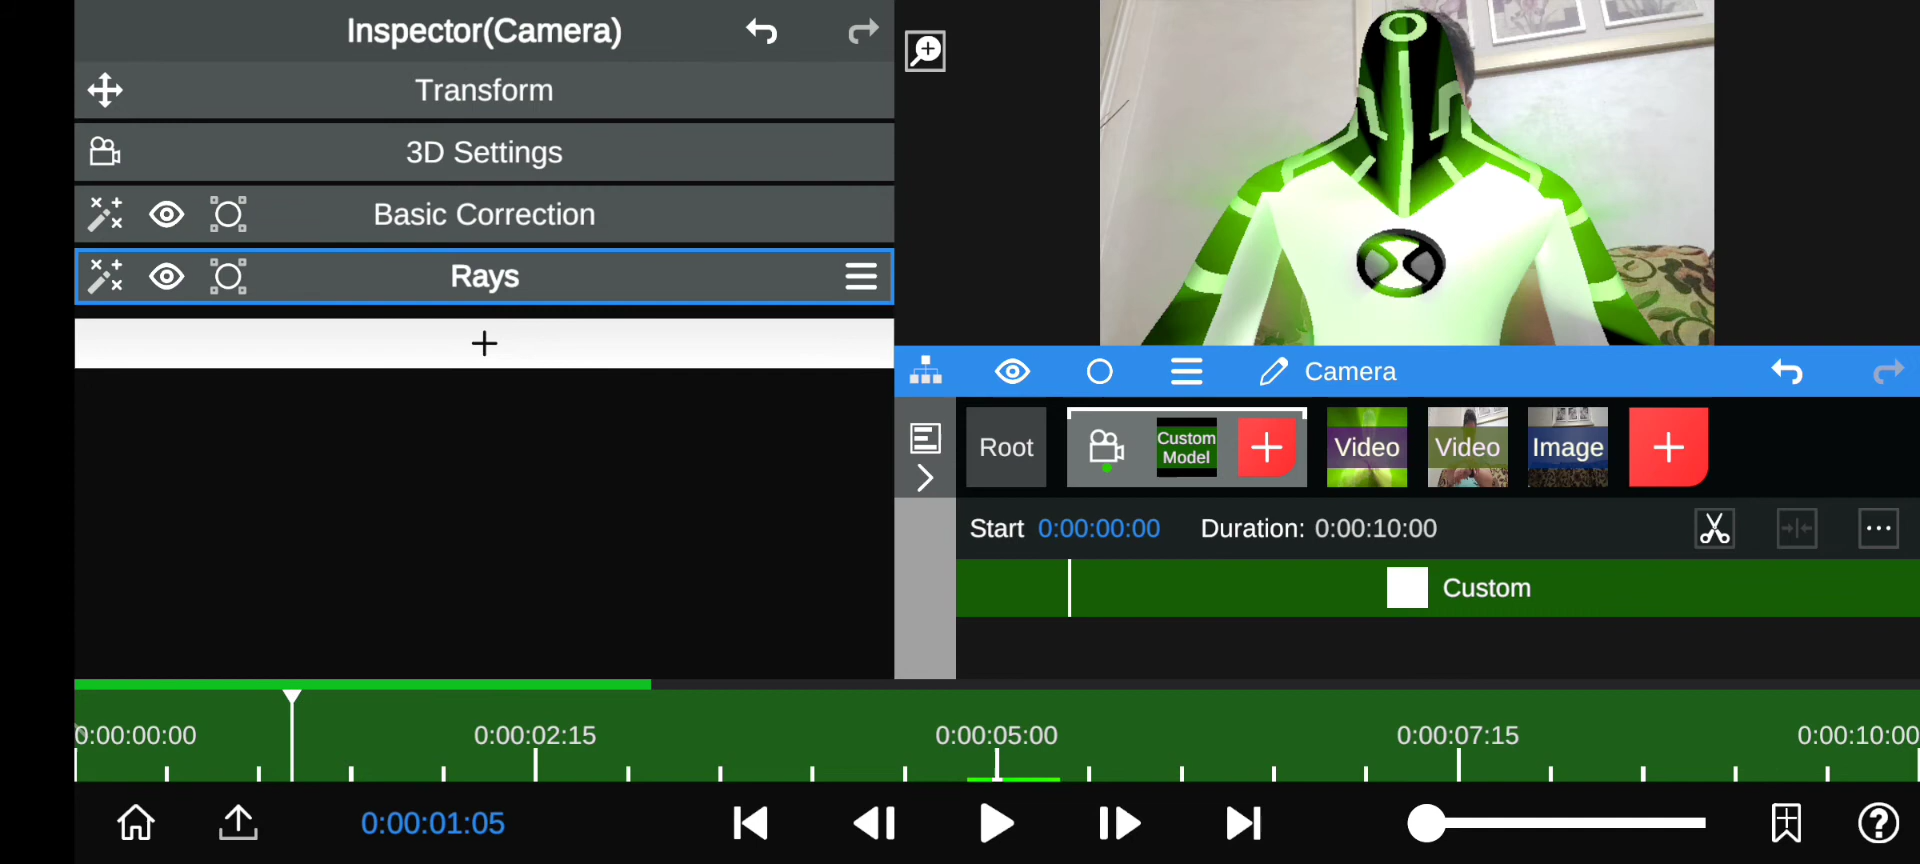 Inspector(Camera)
Transform
3D Settings
Basic Correction
Rays
Camera
Root
Custom
Model
Video
Video
Image
Start 0:00:00:00 Duration: 0:00:10:00
Custom
0:00:00:00 0:00:02:15 0:00:05:00 0:00:07:15 0:00:10:00
0:00:01:05